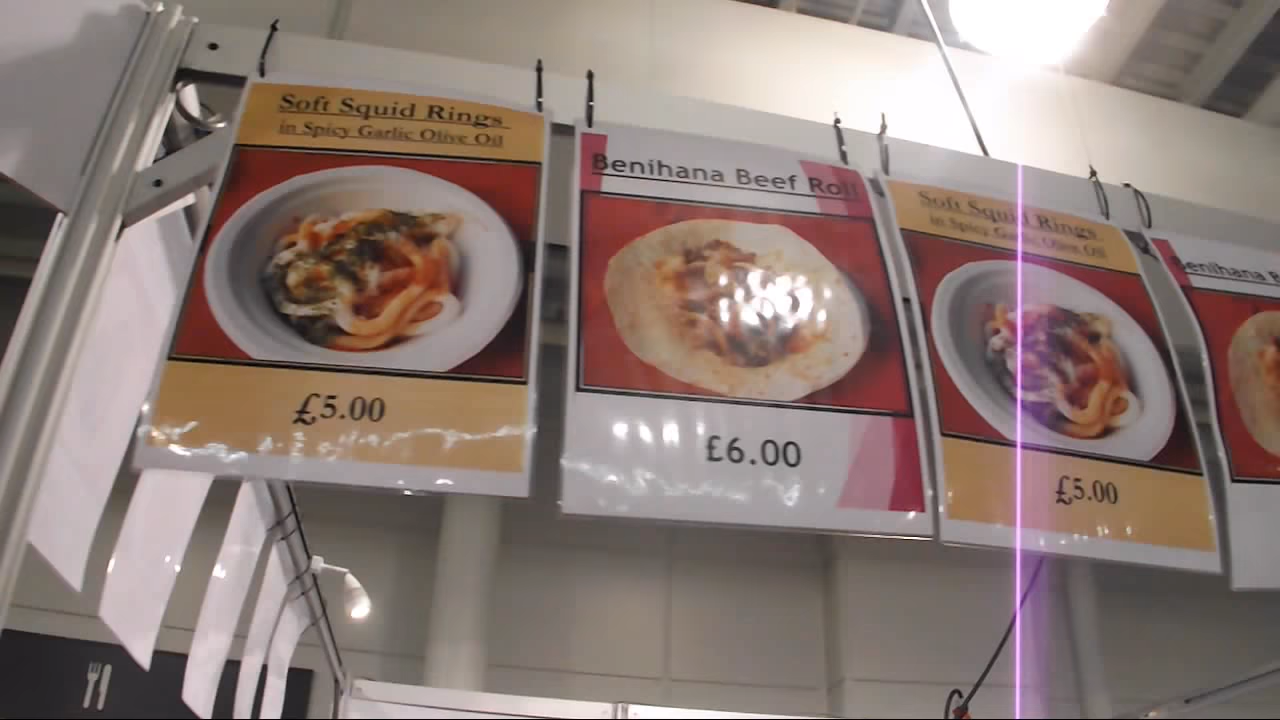 Soft Squid Rings
in Spicy Garlic Olive Oil
£5.00
Benihana Beef Roll
£6.00
Soft Squid Rings
in Spicy Garlic Olive Oil
£5.00
Benihana